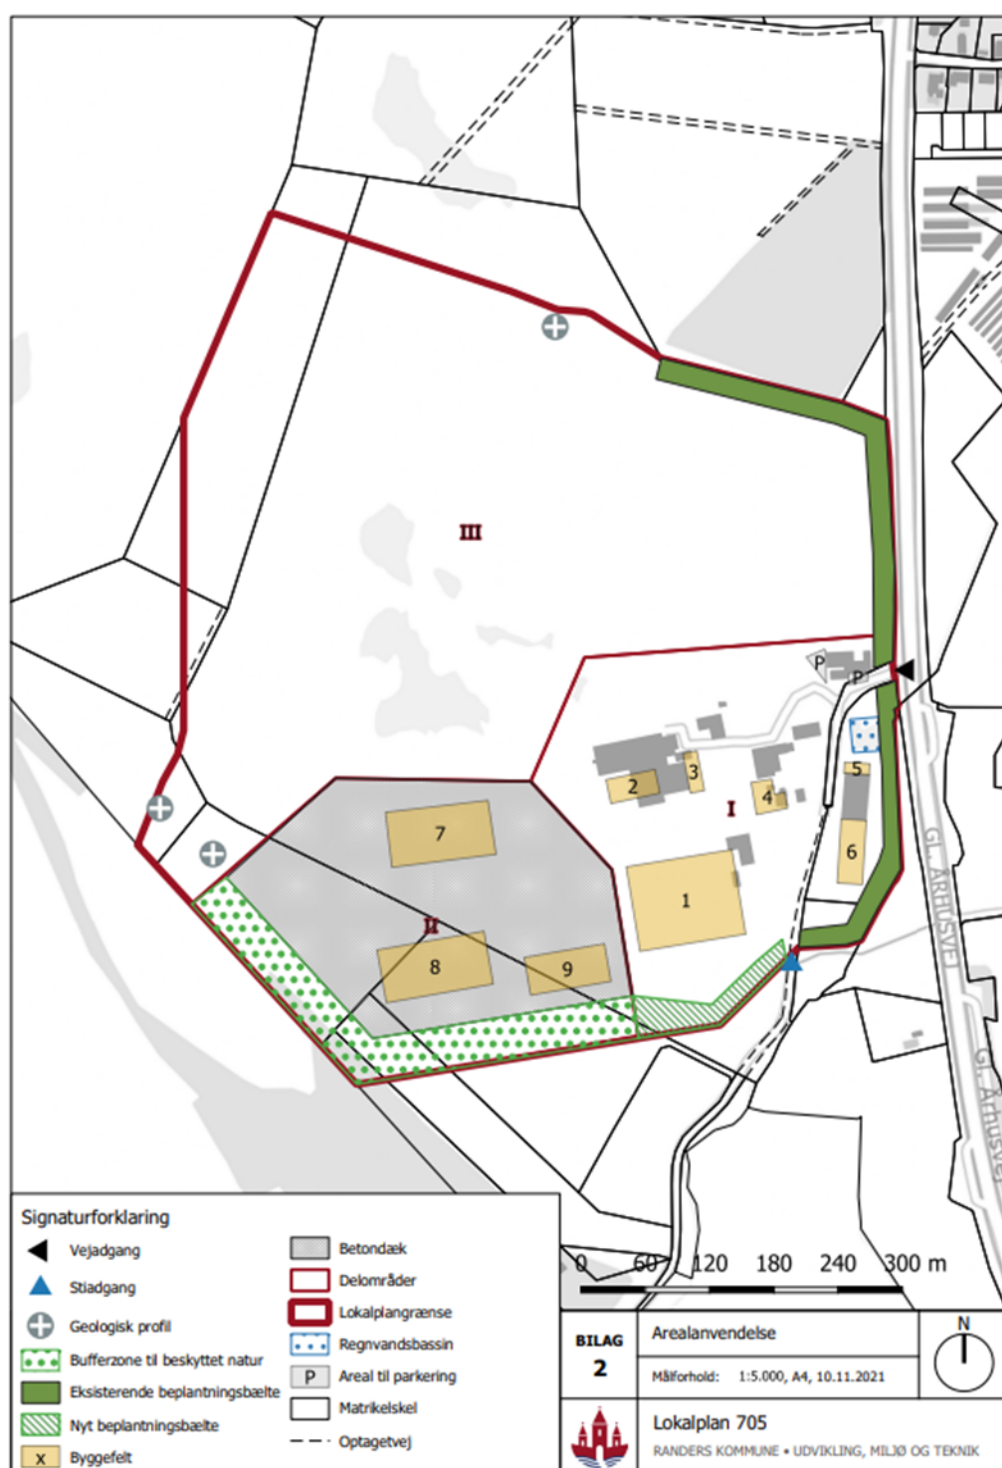 P
P
III
3
2
4
5
I
7
6
1
II
8
9
GL. ÅRHUSVEJ
GL. Århusvej
0 60 120 180 240 300 m
Signaturforklaring
Vejadgang
Stiadgang
Geologisk profil
Bufferzone til beskyttet natur
Eksisterende beplantningsbælte
Nyt beplantningsbælte
x Byggefelt
Betondæk
Delområder
Lokalplangrænse
Regnvandsbassin
P Areal til parkering
Matrikelskel
Optagetvej
BILAG
2
Arealanvendelse
Målforhold: 1:5.000, A4, 10.11.2021
N
Lokalplan 705
RANDERS KOMMUNE • UDVIKLING, MILJØ OG TEKNIK